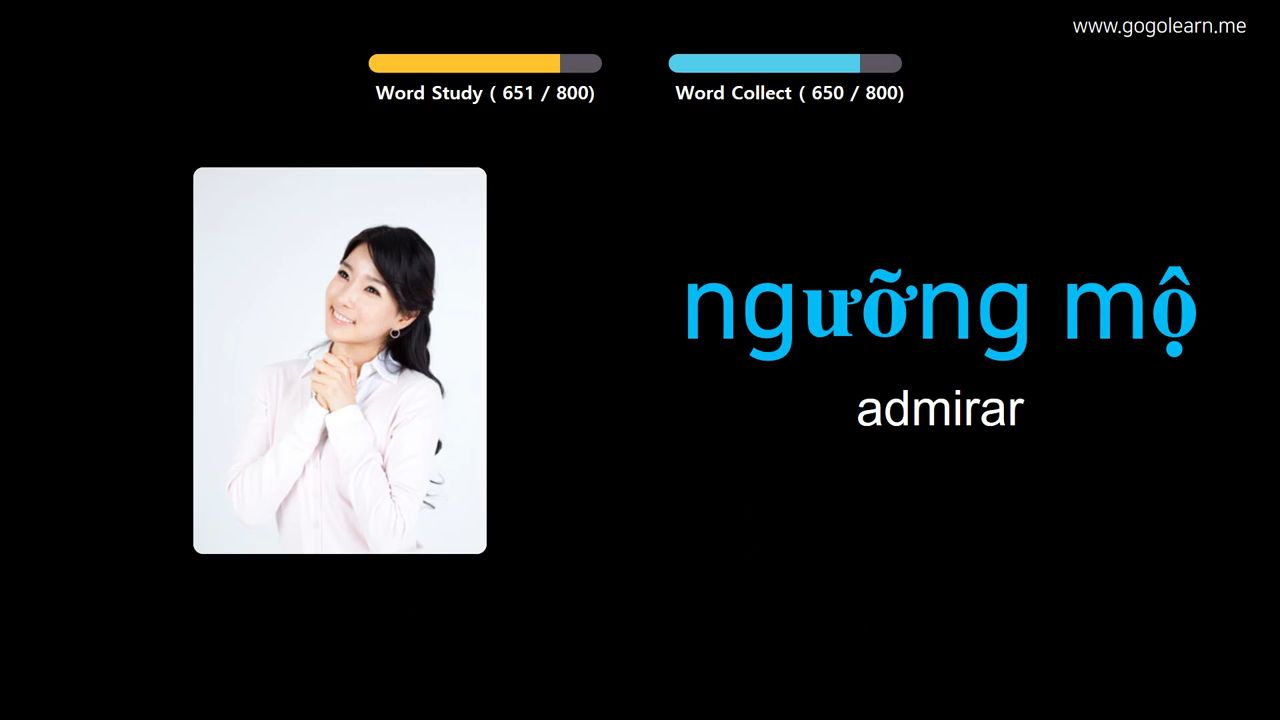 www.gogolearn.me
Word Study ( 651 / 800)
Word Collect ( 650 / 800)
ngưỡng mộ
admirar